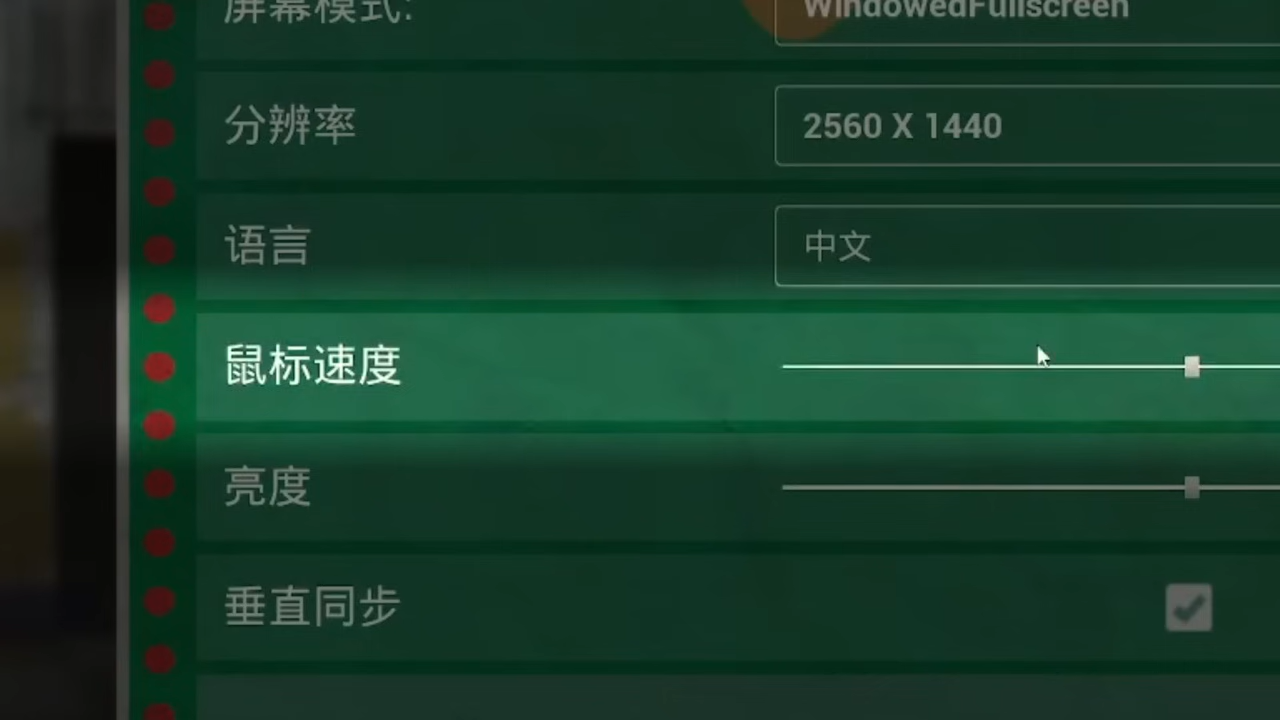 屏幕模式:
WindowedFullscreen
分辨率
2560 X 1440
语言
中文
鼠标速度
亮度
垂直同步